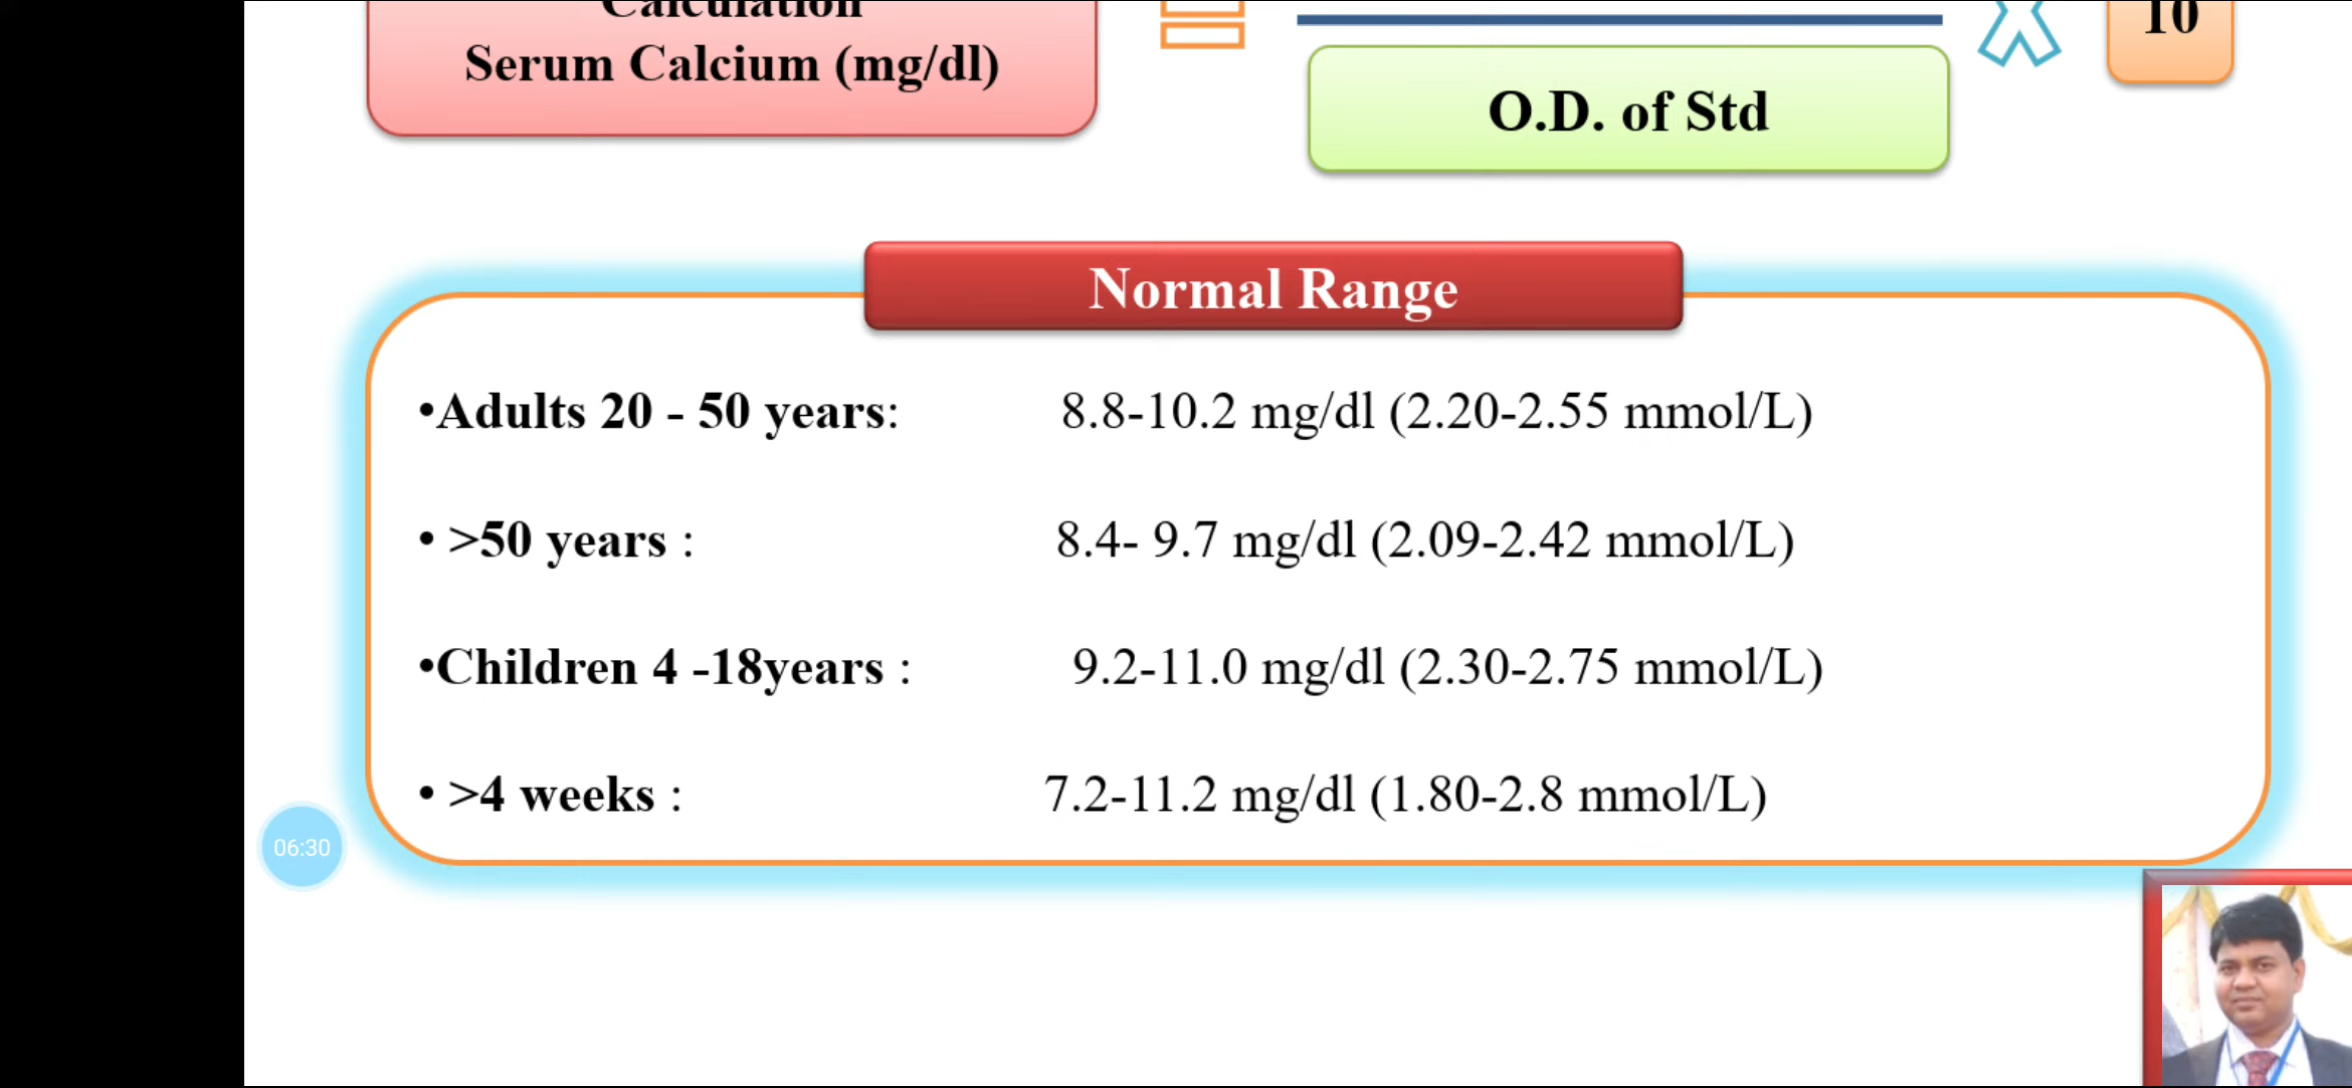 Calculation
Serum Calcium (mg/dl)
10
O.D. of Std
Normal Range
•Adults 20 - 50 years: 8.8-10.2 mg/dl (2.20-2.55 mmol/L)
• >50 years : 8.4- 9.7 mg/dl (2.09-2.42 mmol/L)
•Children 4 -18years : 9.2-11.0 mg/dl (2.30-2.75 mmol/L)
• >4 weeks : 7.2-11.2 mg/dl (1.80-2.8 mmol/L)
06:30